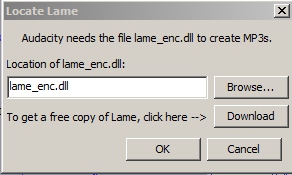 Locate Lame
Audacity needs the file lame_enc.dll to create MP3s.
Location of lame_enc.dll:
lame_enc.dll
Browse...
To get a free copy of Lame, click here -->
Download
OK
Cancel